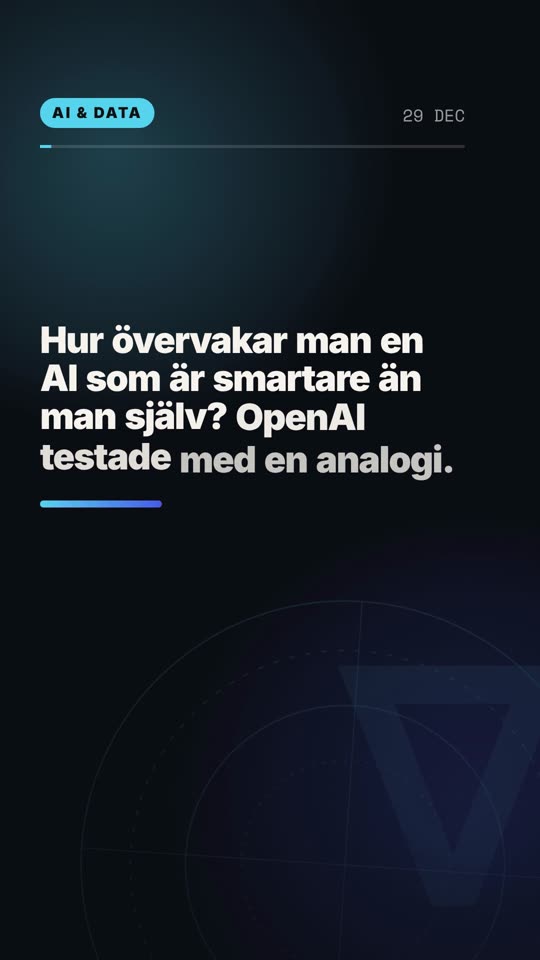 AI & DATA
29 DEC
Hur övervakar man en
AI som är smartare än
man själv? OpenAI
testade med en analogi.